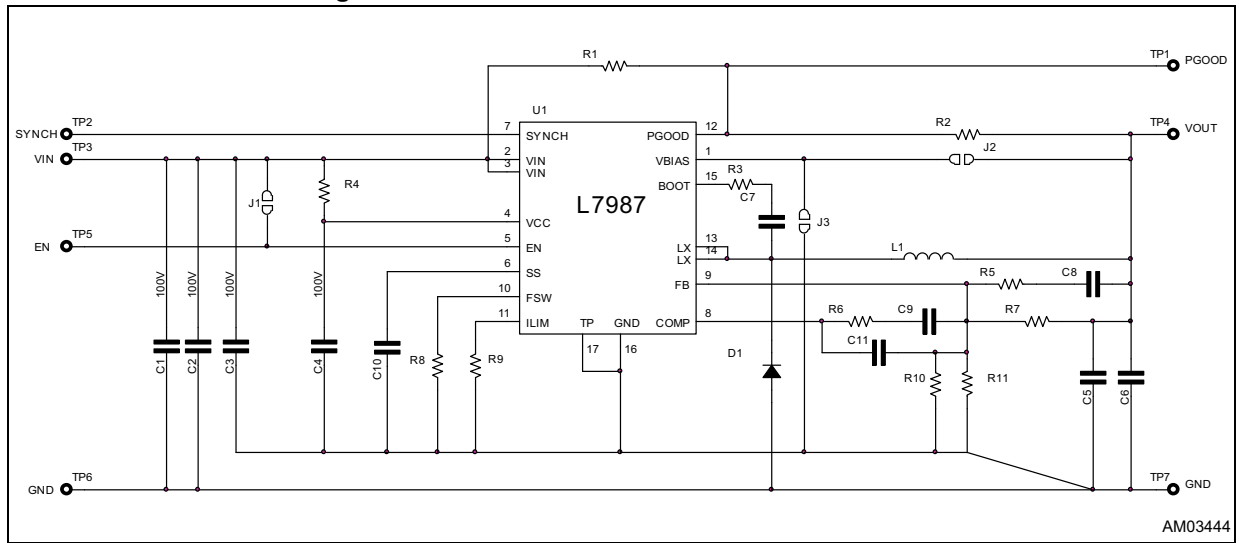 R1
TP1
PGOOD
U1
TP2
SYNCH
7
SYNCH
PGOOD
12
R2
TP4
VOUT
TP3
VIN
2
VIN
3
VIN
VBIAS
1
J2
R4
BOOT
15
R3
C7
J1
L7987
J3
4
VCC
TP5
EN
5
EN
LX
13
LX
14
L1
6
SS
FB
9
R5
C8
100V
100V
100V
100V
10
FSW
R6
C9
R7
11
ILIM
TP
GND
COMP
8
C11
17
16
D1
C1
C2
C3
C4
C10
R8
R9
R10
R11
C5
C6
TP6
GND
TP7
GND
AM03444